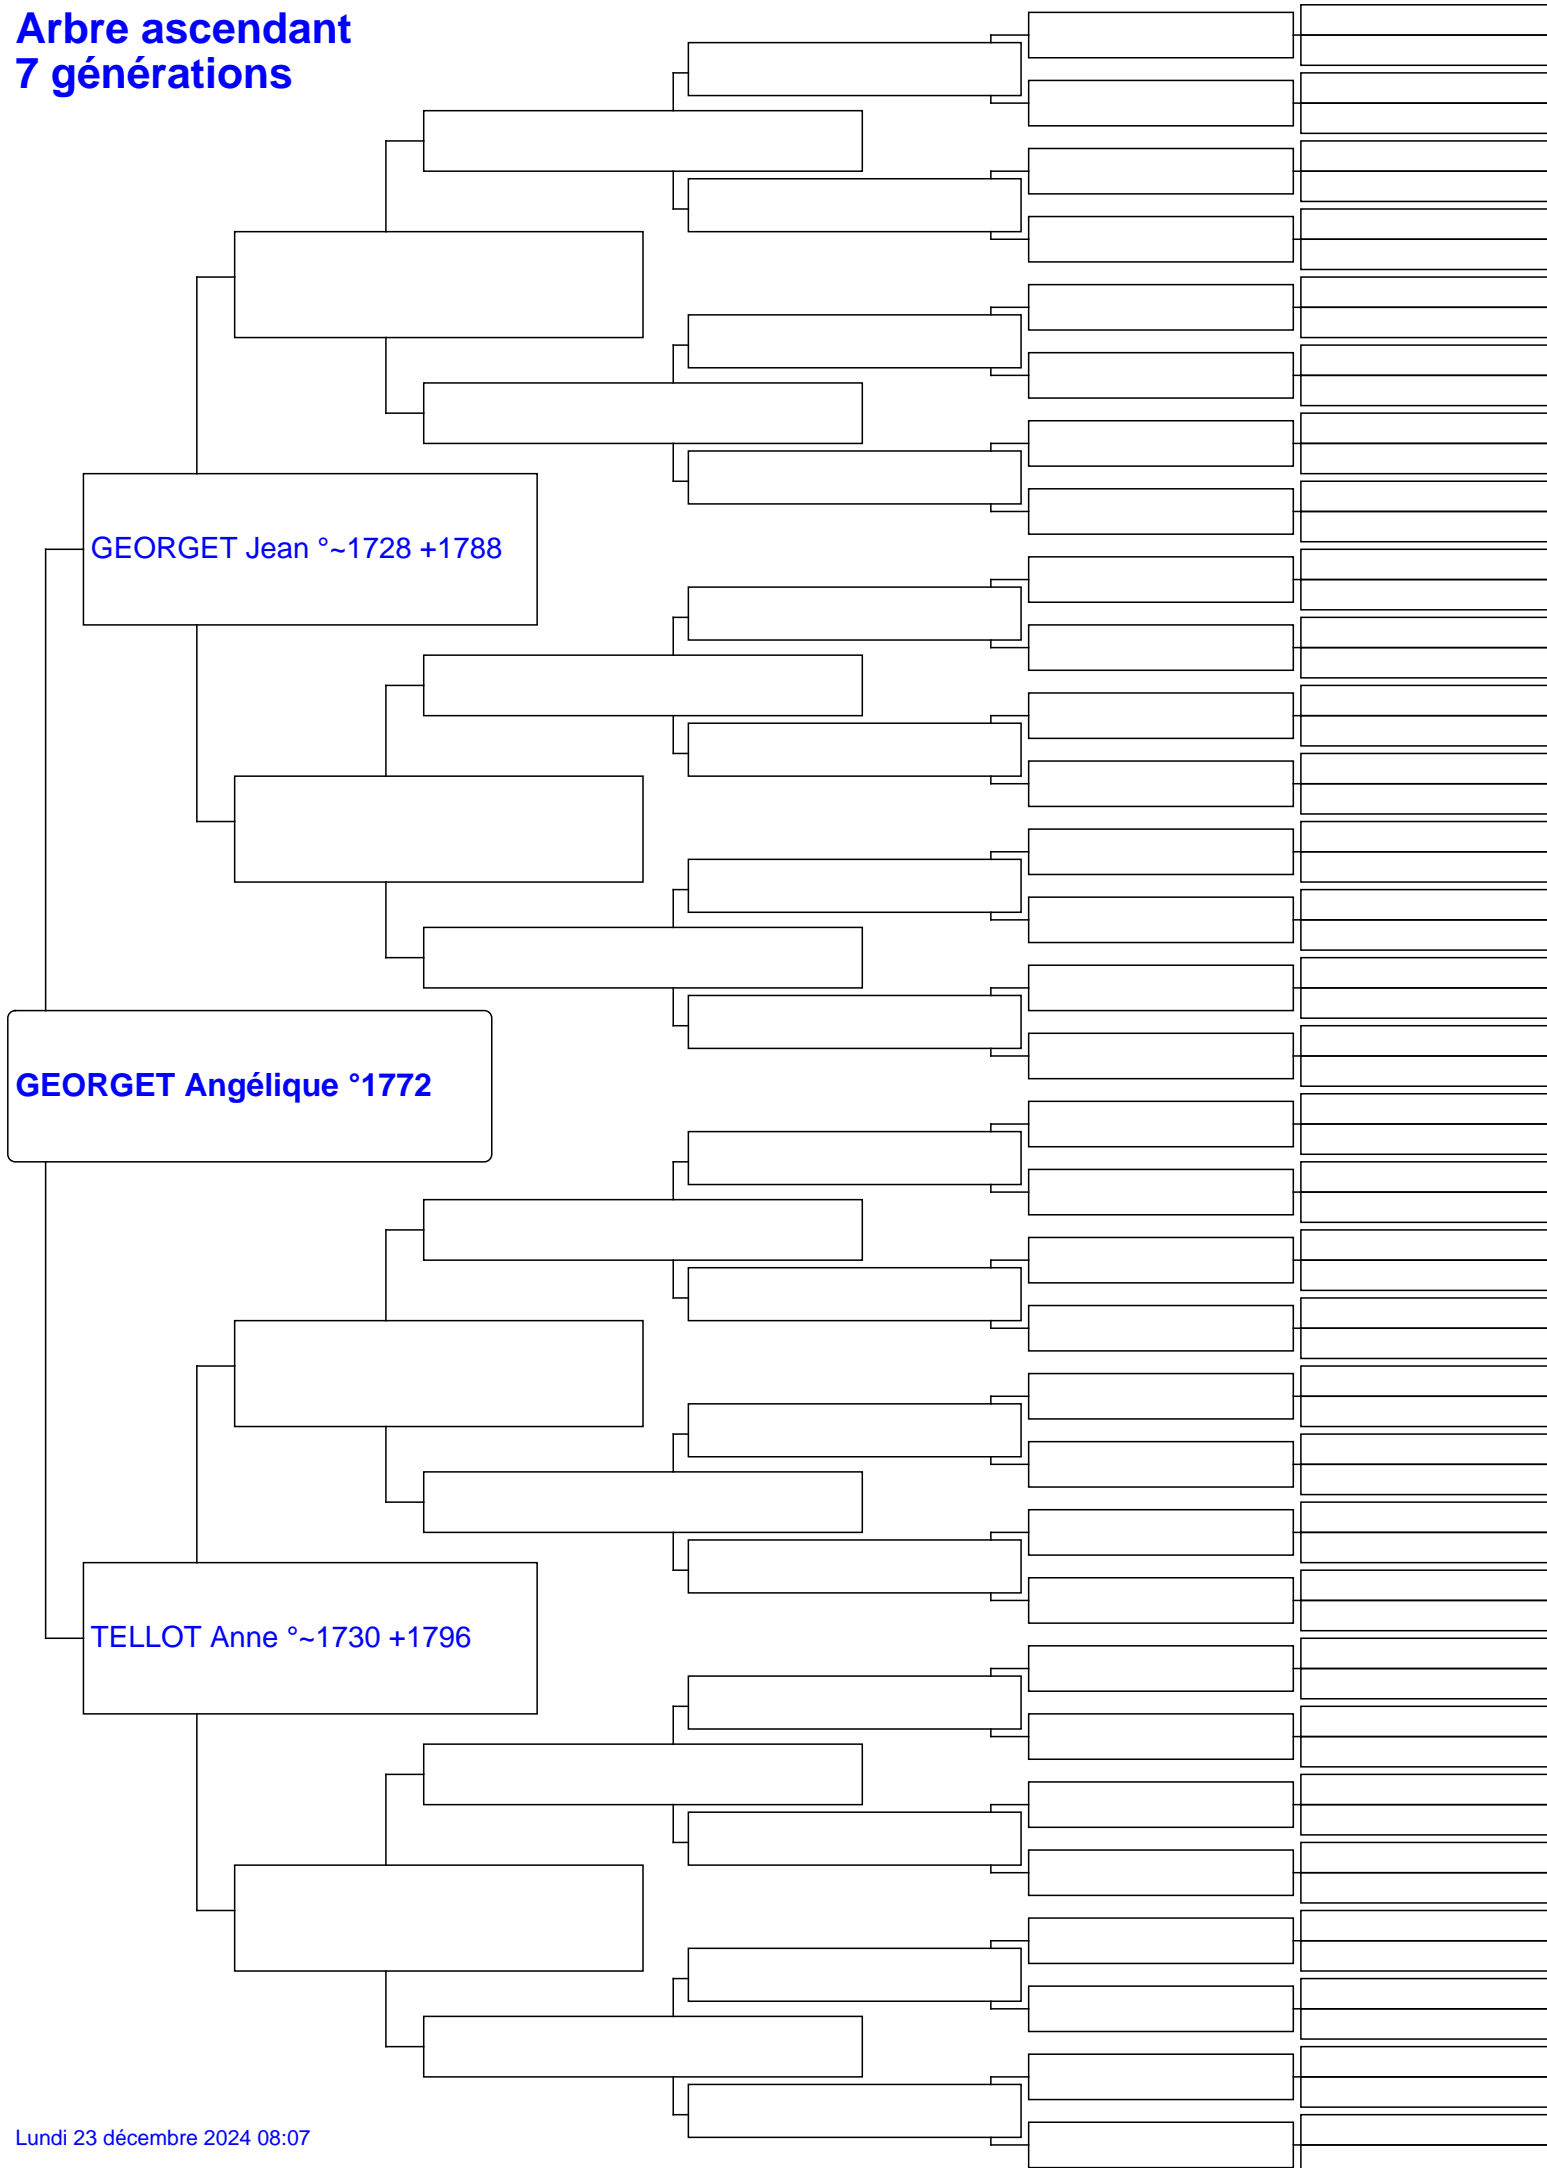 Arbre ascendant
7 générations
GEORGET Jean °~1728 +1788
GEORGET Angélique °1772
TELLOT Anne °~1730 +1796
Lundi 23 décembre 2024 08:07